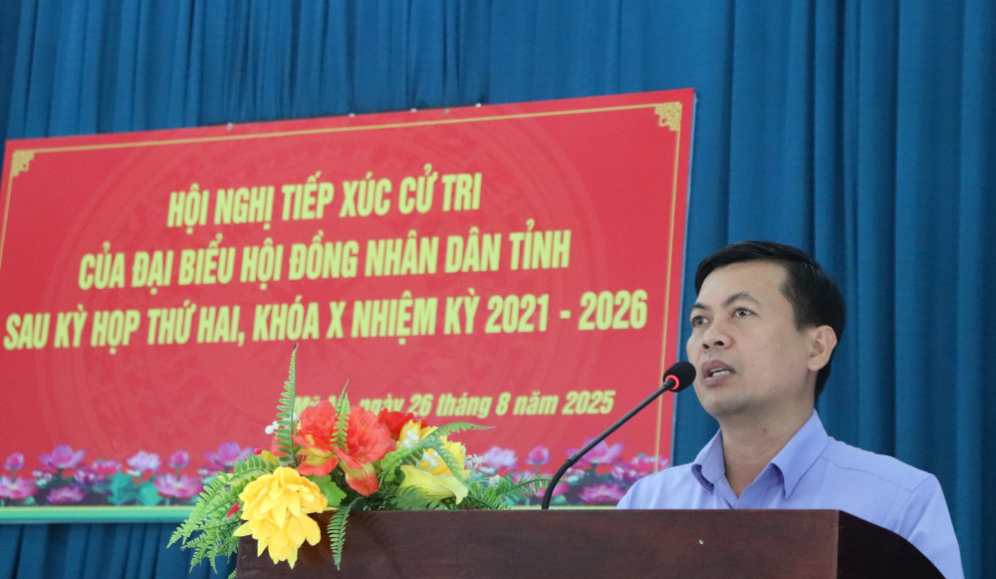 HỘI NGHỊ TIẾP XÚC CỬ TRI
CỦA ĐẠI BIỂU HỘI ĐỒNG NHÂN DÂN TỈNH
SAU KỲ HỌP THỨ HAI, KHÓA X NHIỆM KỲ 2021 - 2026
ngày 26 tháng 8 năm 2025